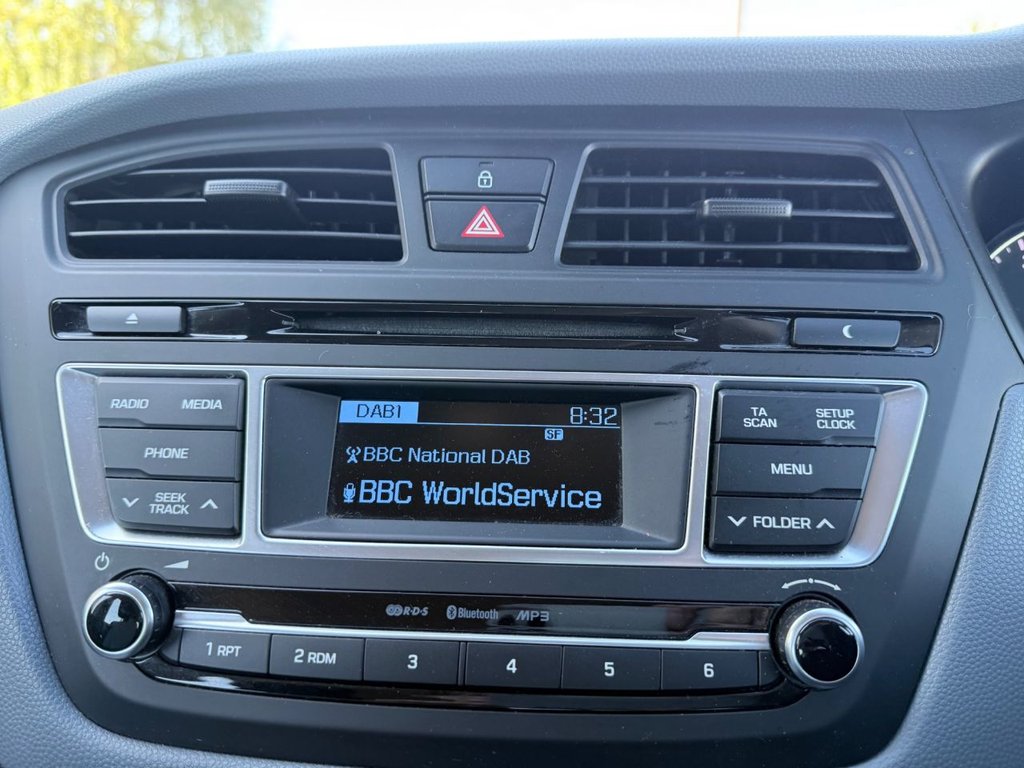 RADIO MEDIA
PHONE
SEEK
TRACK
DAB1 8:32
SF
BBC National DAB
BBC WorldService
TA
SCAN
SETUP
CLOCK
MENU
FOLDER
R·D·S Bluetooth MP3
1 RPT 2 RDM 3 4 5 6